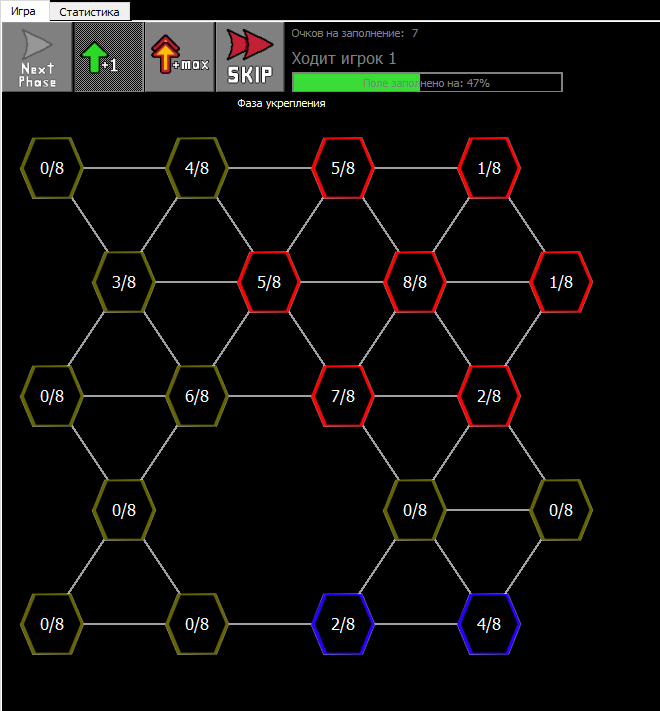 Игра Статистика
Next Phase +1 +max SKIP
Очков на заполнение: 7
Ходит игрок 1
Поле заполнено на: 47%
Фаза укрепления
0/8 4/8 5/8 1/8
3/8 5/8 8/8 1/8
0/8 6/8 7/8 2/8
0/8 0/8 0/8
0/8 0/8 2/8 4/8